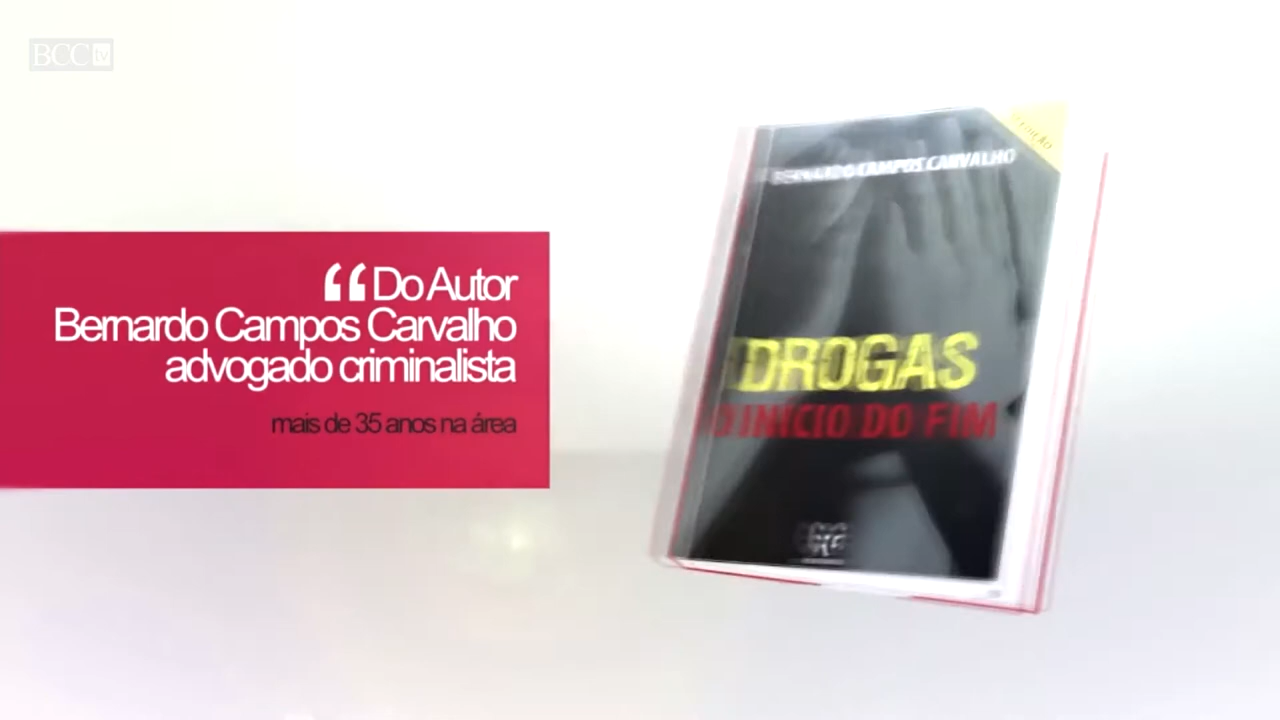 BCC tv
“Do Autor
Bernardo Campos Carvalho
advogado criminalista
mais de 35 anos na área
BERNARDO CAMPOS CARVALHO
DROGAS
O INÍCIO DO FIM